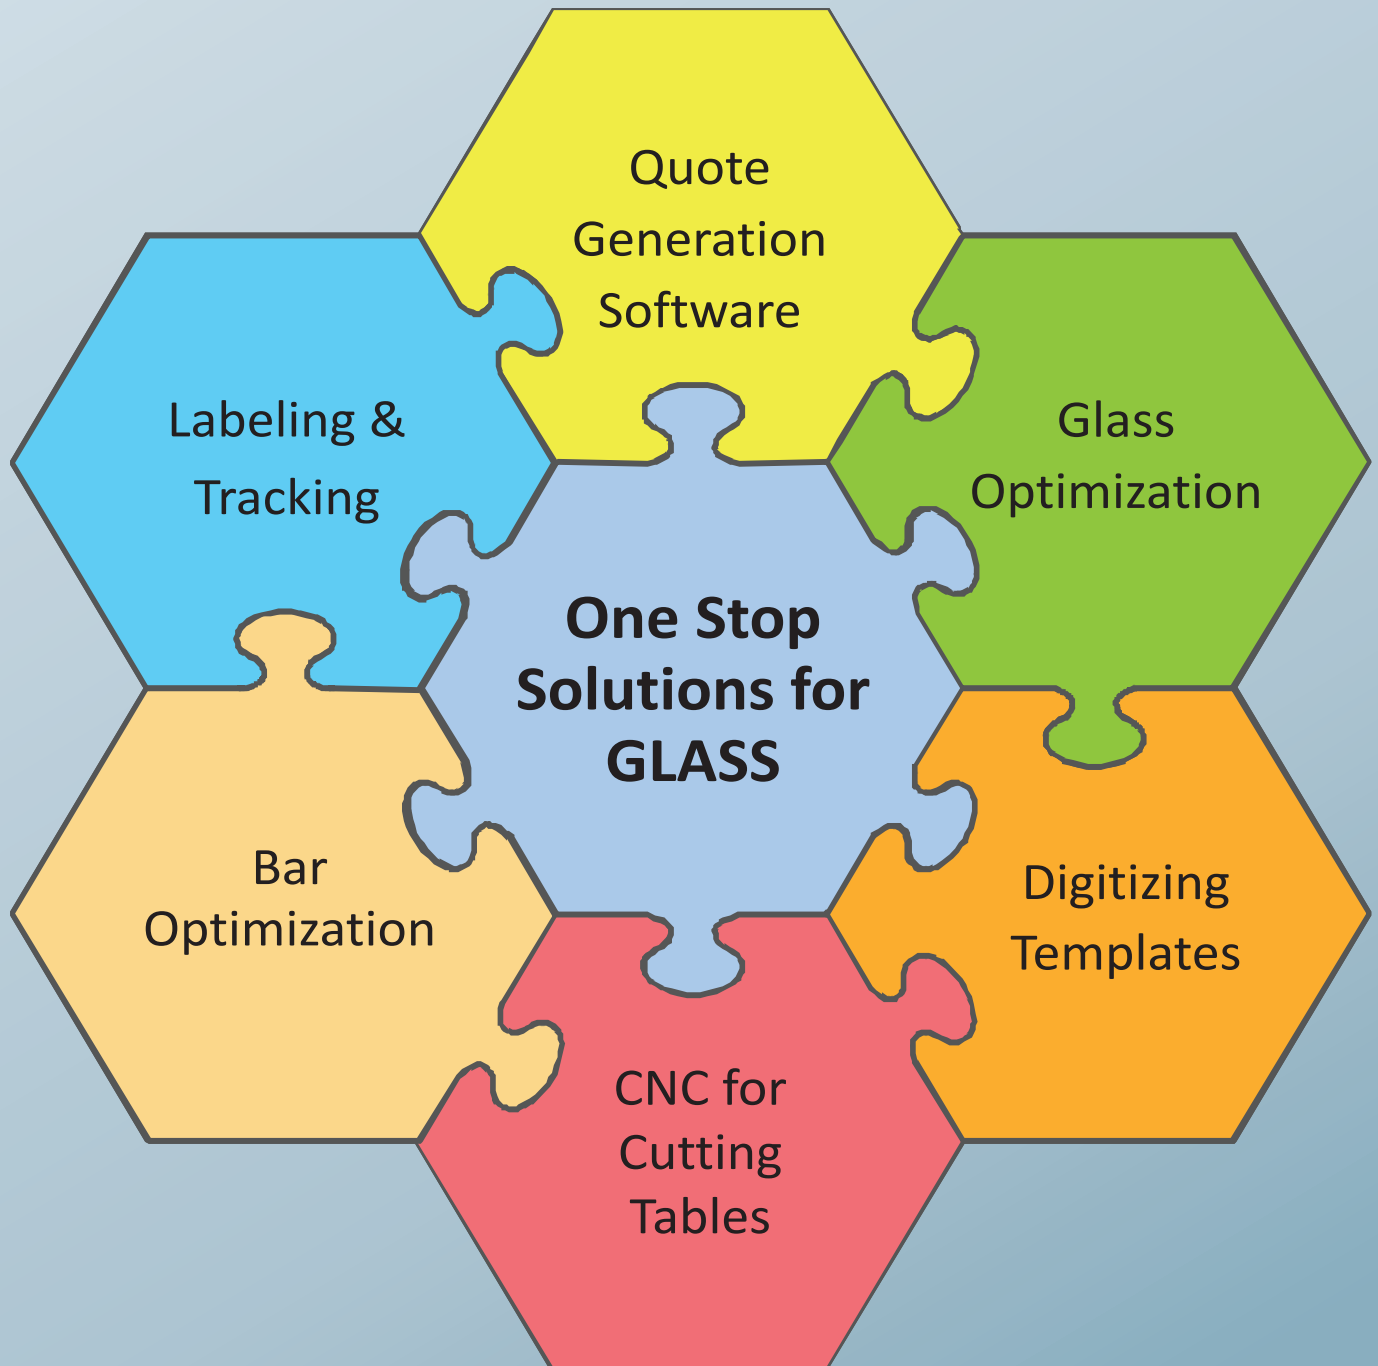 Quote
Generation
Software
Labeling &
Tracking
Glass
Optimization
One Stop
Solutions for
GLASS
Bar
Optimization
Digitizing
Templates
CNC for
Cutting
Tables